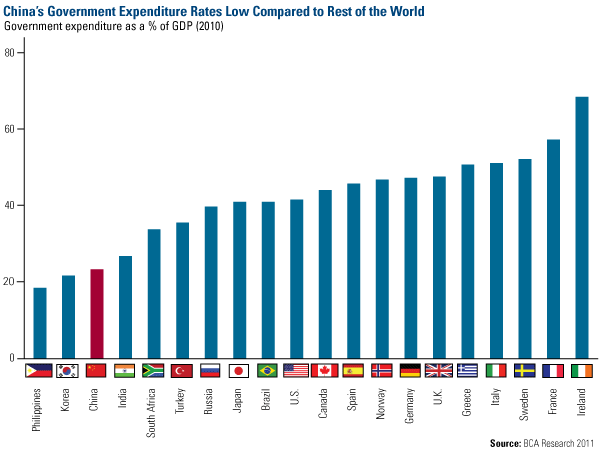 China's Government Expenditure Rates Low Compared to Rest of the World
Government expenditure as a % of GDP (2010)
80
60
40
20
0
Philippines
Korea
China
India
South Africa
Turkey
Russia
Japan
Brazil
U.S.
Canada
Spain
Norway
Germany
U.K.
Greece
Italy
Sweden
France
Ireland
Source: BCA Research 2011